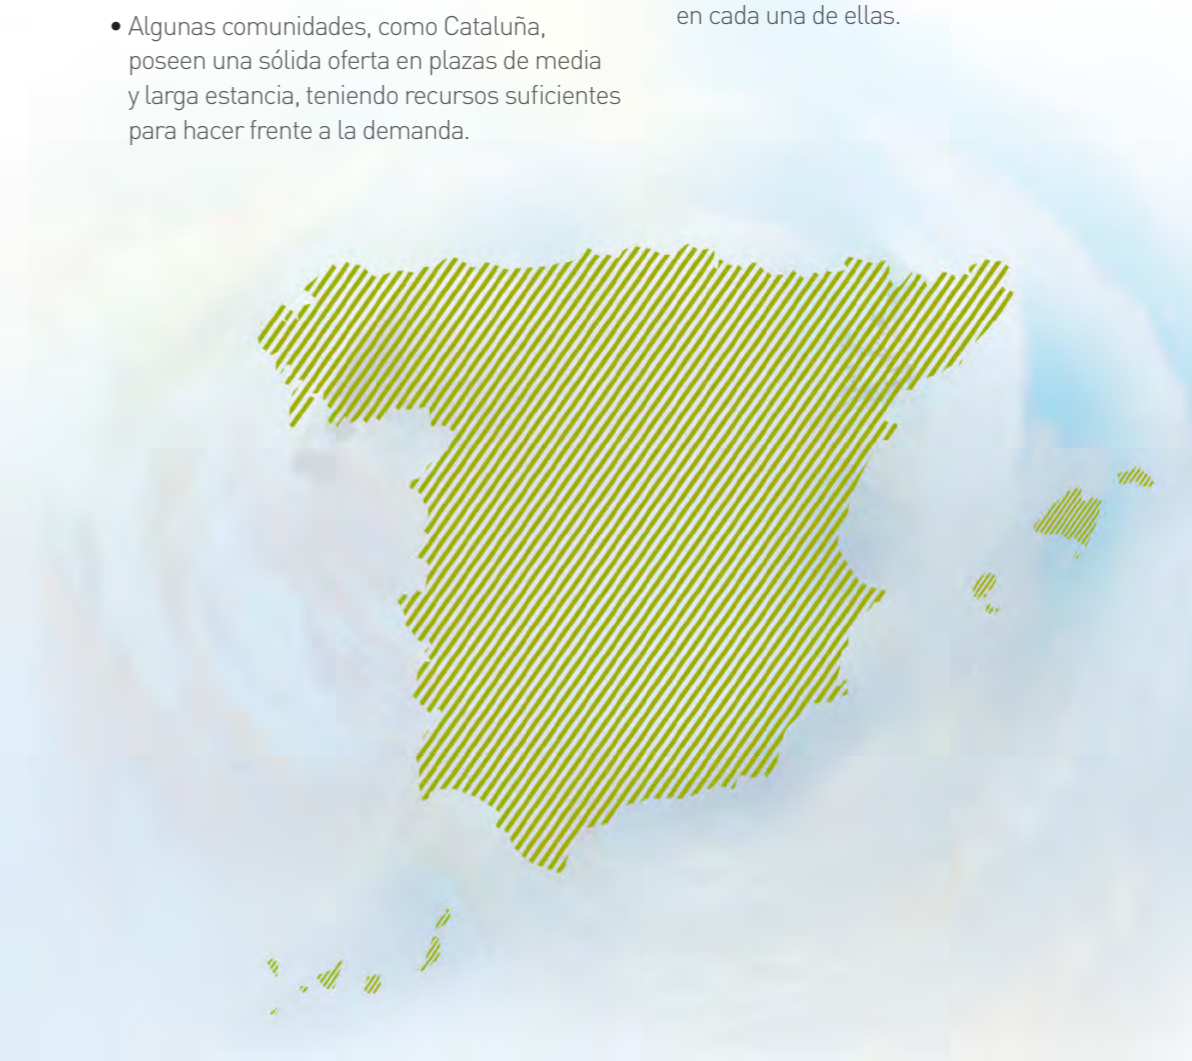 • Algunas comunidades, como Cataluña,
poseen una sólida oferta en plazas de media
y larga estancia, teniendo recursos suficientes
para hacer frente a la demanda.
en cada una de ellas.